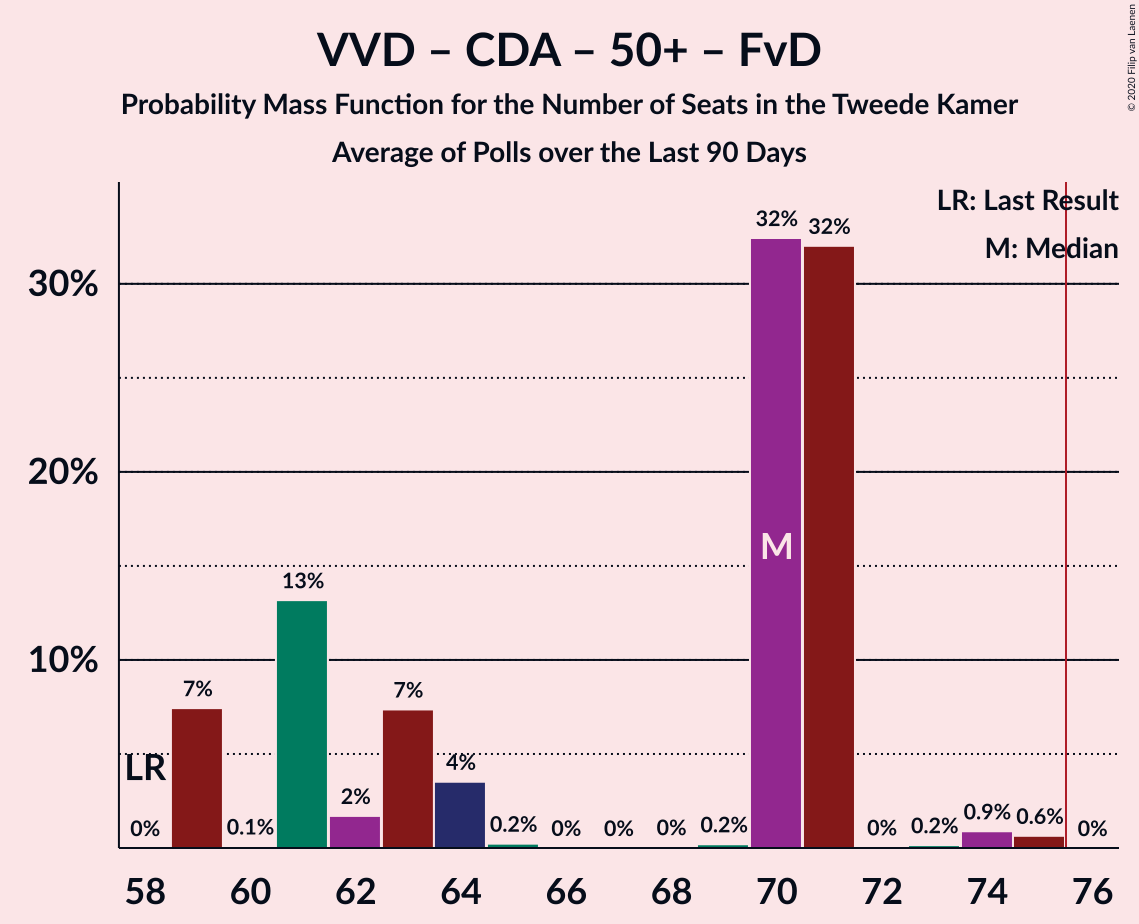 VVD – CDA – 50+ – FvD
Probability Mass Function for the Number of Seats in the Tweede Kamer
Average of Polls over the Last 90 Days
© 2020 Filip van Laenen
LR: Last Result
M: Median
30%
20%
10%
LR
M
0% 7% 0.1% 13% 2% 7% 4% 0.2% 0% 0% 0% 0.2% 32% 32% 0% 0.2% 0.9% 0.6% 0%
58 60 62 64 66 68 70 72 74 76